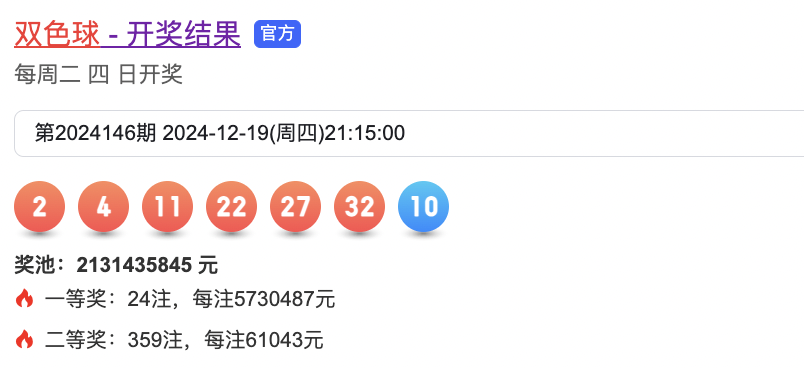 双色球 - 开奖结果 官方
每周二 四 日开奖
第2024146期 2024-12-19(周四)21:15:00
2 4 11 22 27 32 10
奖池：2131435845 元
一等奖：24注，每注5730487元
二等奖：359注，每注61043元